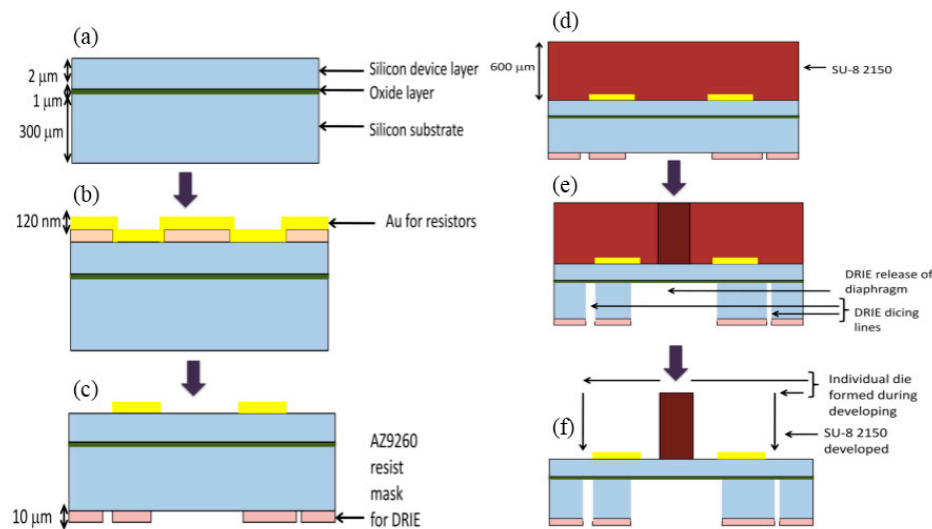 (a)
2 μm
Silicon device layer
1 μm
Oxide layer
300 μm
Silicon substrate
(b)
120 nm
Au for resistors
(c)
AZ9260
resist
mask
10 μm
for DRIE
(d)
600 μm
SU-8 2150
(e)
DRIE release of
diaphragm
DRIE dicing
lines
Individual die
formed during
developing
(f)
SU-8 2150
developed